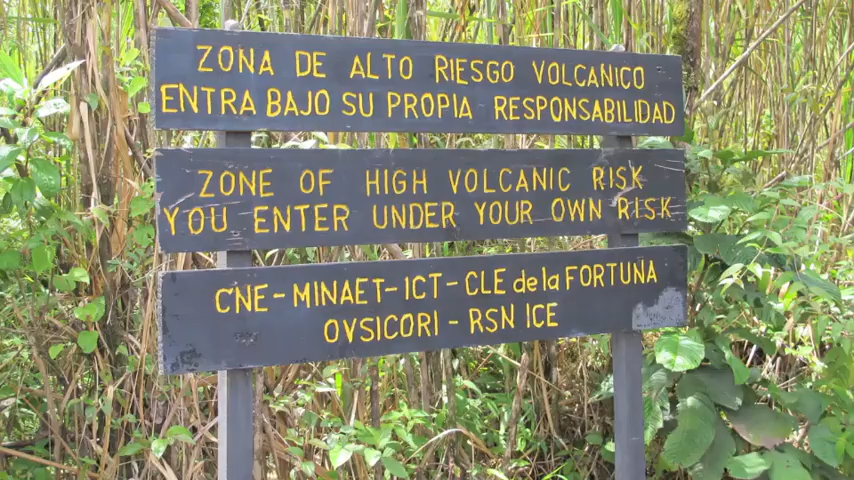 ZONA DE ALTO RIESGO VOLCANICO
ENTRA BAJO SU PROPIA RESPONSABILIDAD
ZONE OF HIGH VOLCANIC RISK
YOU ENTER UNDER YOUR OWN RISK
CNE-MINAET-ICT-CLE de la FORTUNA
OVSICORI - RSN ICE